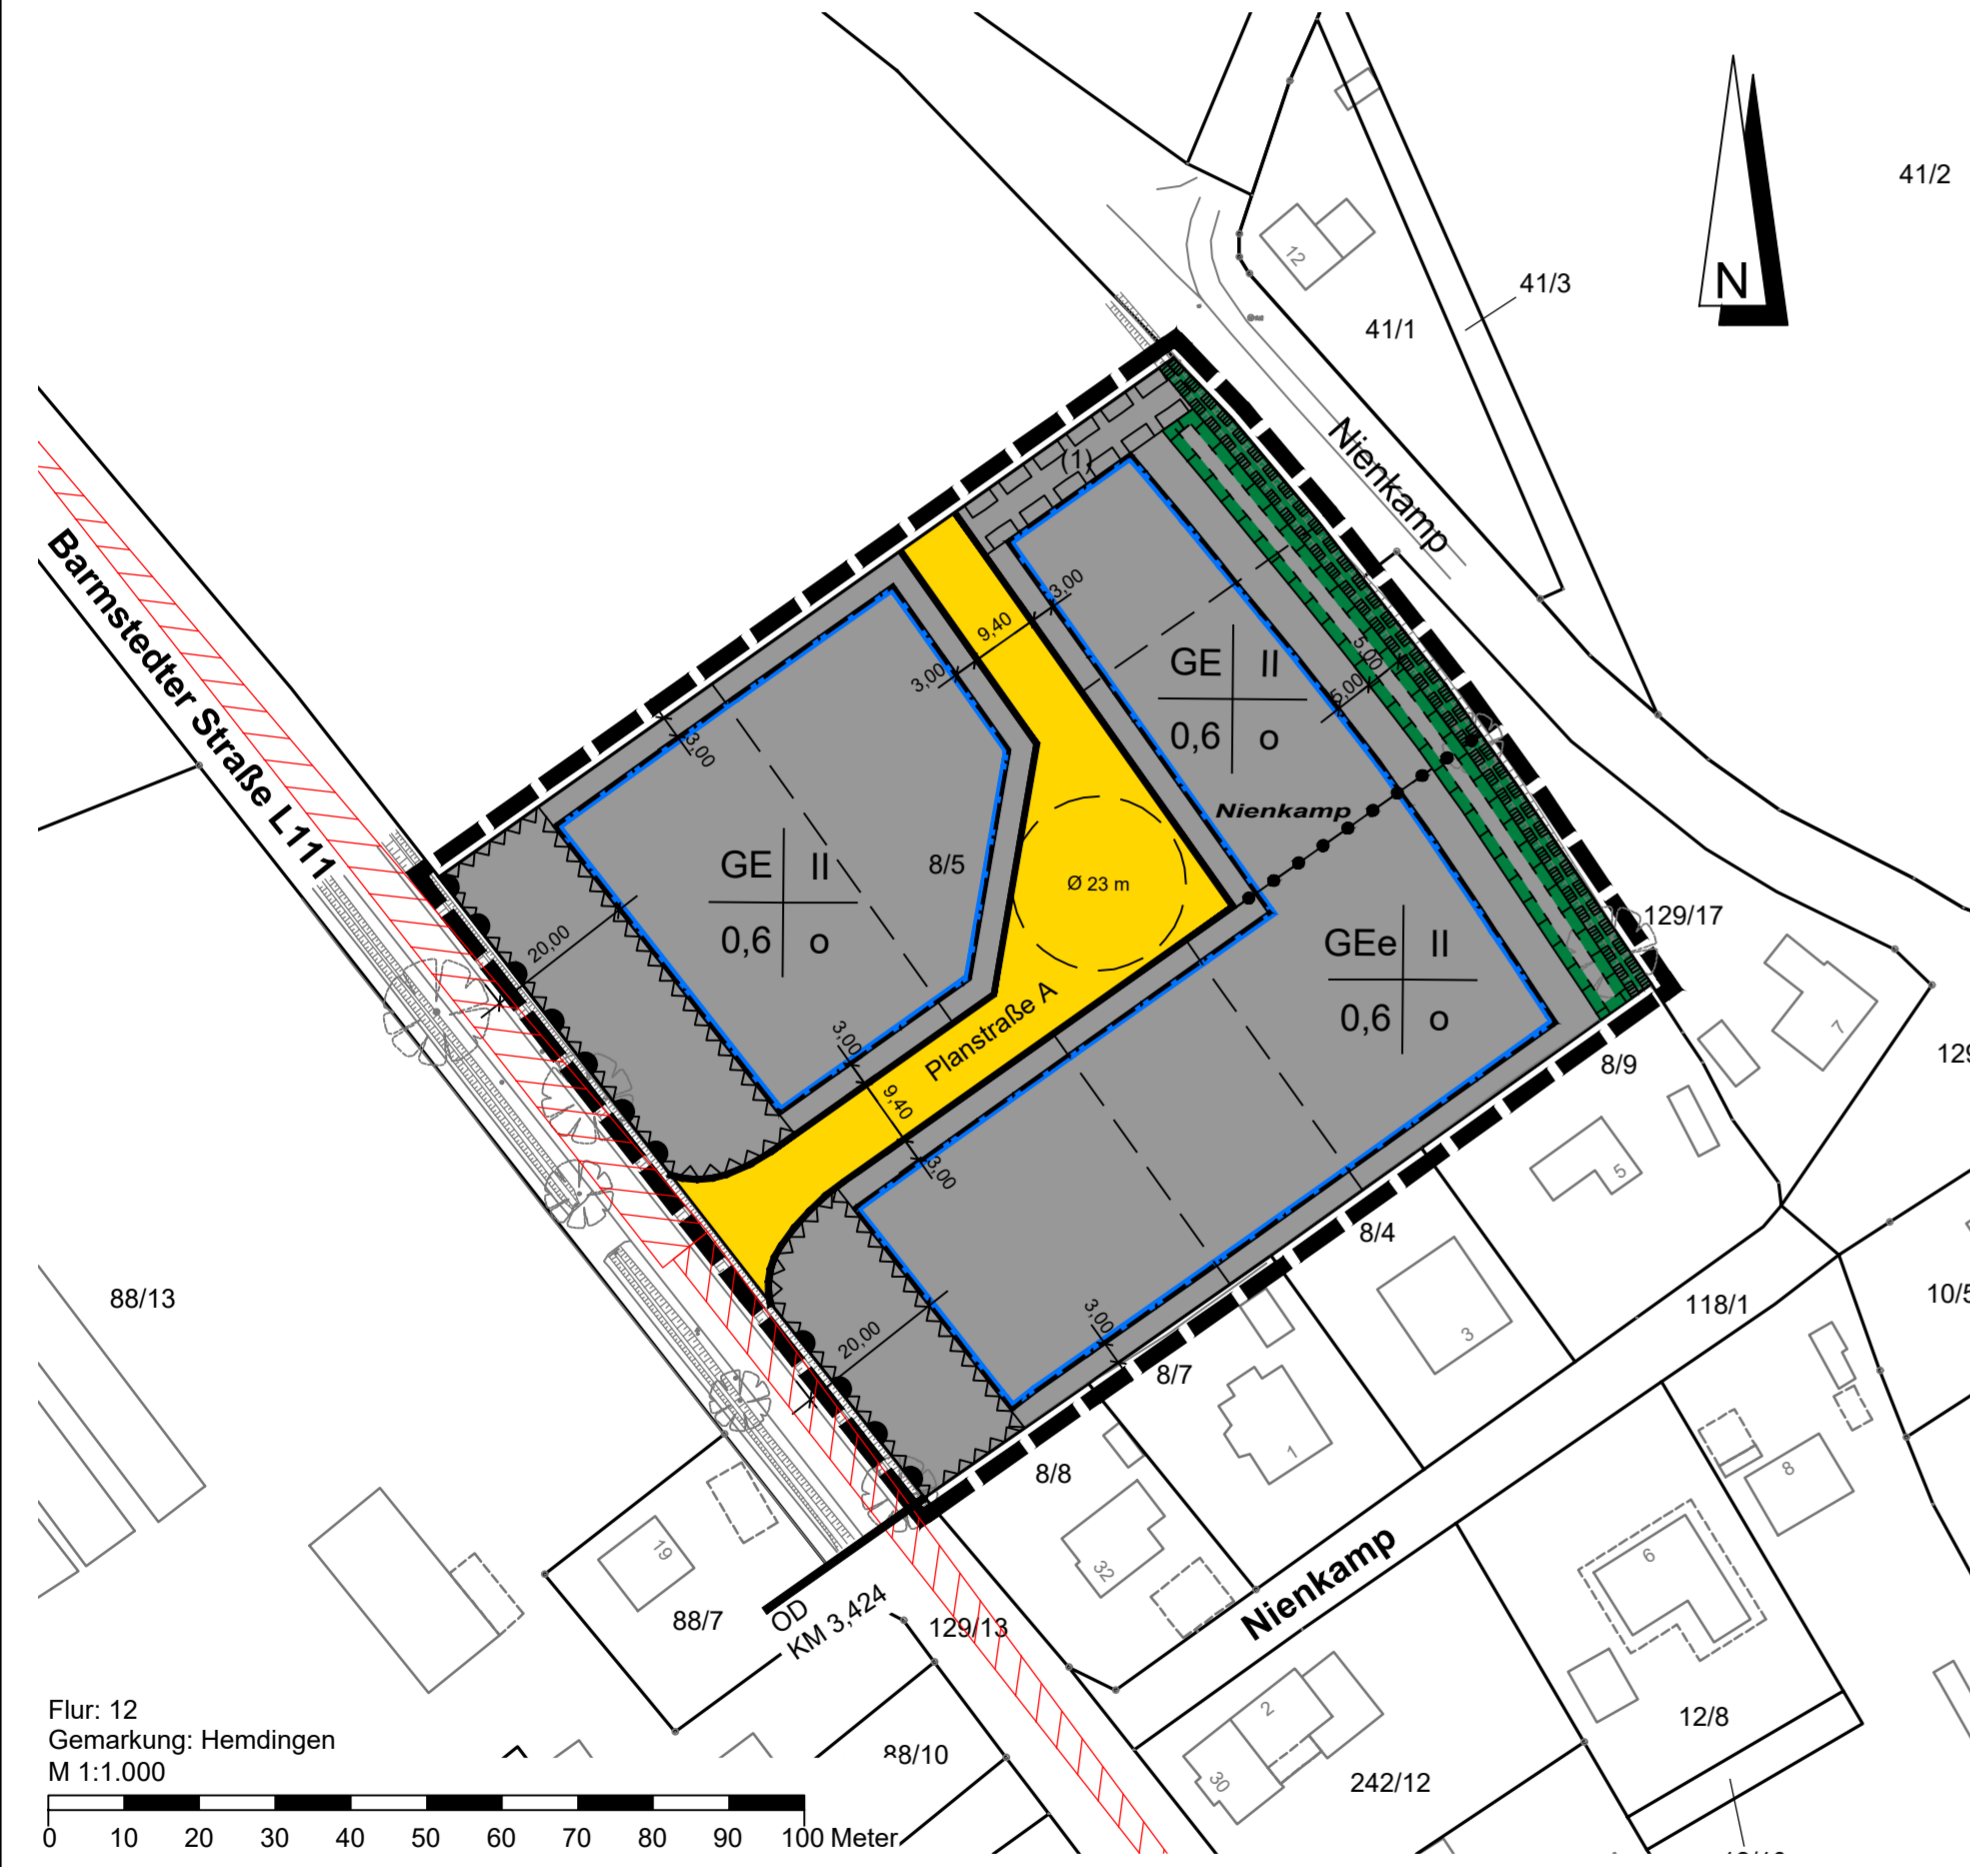 41/2
N
12
41/3
41/1
Nienkamp
Barmstedter Straße L111
(1)
3,00
9,40
3,00
GE II
0,6 o
5,00
5,00
3,00
Nienkamp
GE II
0,6 o
8/5
Ø 23 m
20,00
GEe II
0,6 o
129/17
7
129
Planstraße A
3,00
9,40
3,00
8/9
5
8/4
88/13
118/1
10/5
20,00
3,00
3
8/7
1
8/8
8
32
6
19
Nienkamp
88/7
OD
KM 3,424
129/13
2
30
12/8
88/10
242/12
Flur: 12
Gemarkung: Hemdingen
M 1:1.000
0 10 20 30 40 50 60 70 80 90 100 Meter